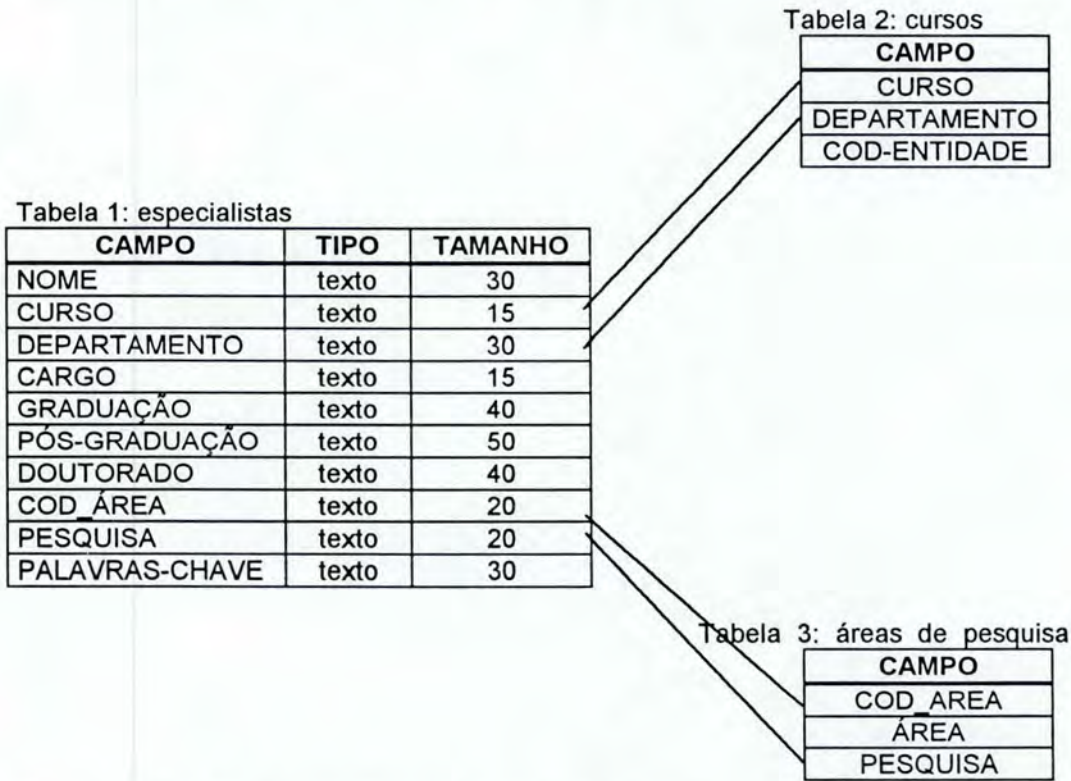 Tabela 2: cursos
CAMPO
CURSO
DEPARTAMENTO
COD-ENTIDADE
Tabela 1: especialistas
CAMPO TIPO TAMANHO
NOME texto 30
CURSO texto 15
DEPARTAMENTO texto 30
CARGO texto 15
GRADUAÇÃO texto 40
PÓS-GRADUAÇÃO texto 50
DOUTORADO texto 40
COD_ÁREA texto 20
PESQUISA texto 20
PALAVRAS-CHAVE texto 30
Tabela 3: áreas de pesquisa
CAMPO
COD_AREA
ÁREA
PESQUISA